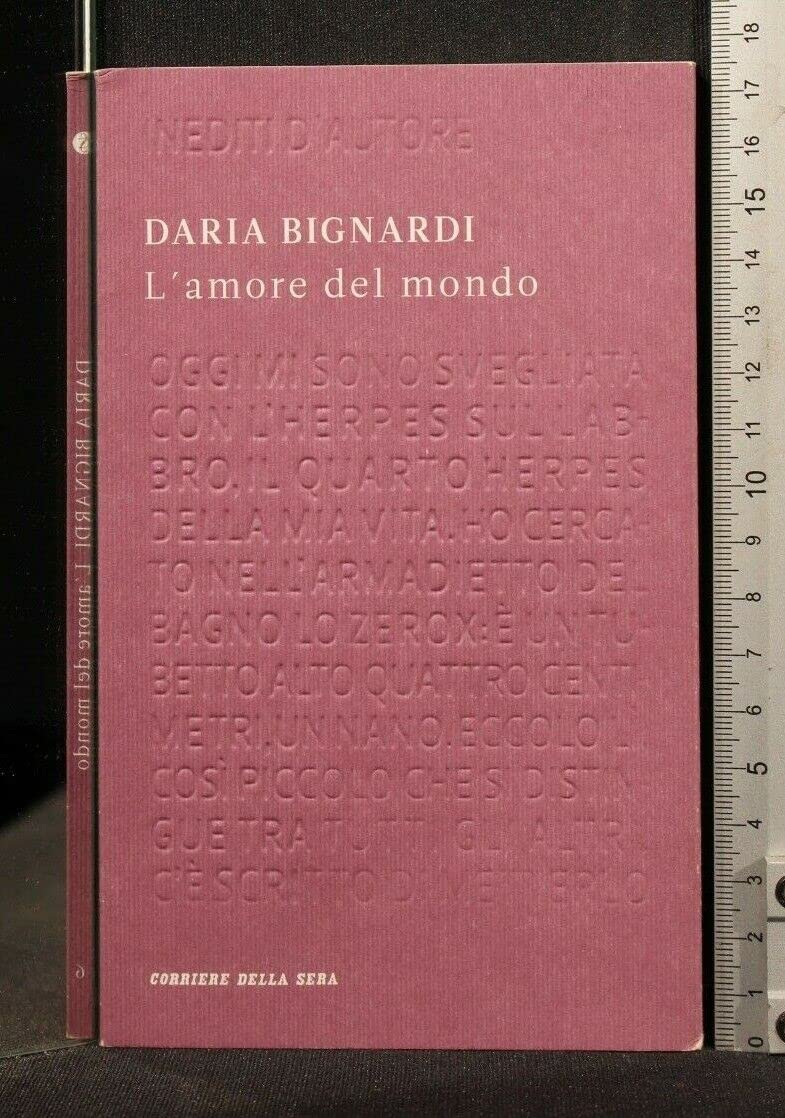 INEDITI D'AUTORE
DARIA BIGNARDI
L'amore del mondo
OGGI MI SONO SVEGLIATA
CON L'HERPES SUL LAB-
BRO. IL QUARTO HERPES
DELLA MIA VITA. HO CERCA-
TO NELL'ARMADIETTO DEL
BAGNO LO ZEROX: È UN TU-
BETTO ALTO QUATTRO CENTI-
METRI, UN NANO. ECCOLO LÌ,
COSÌ PICCOLO CHE SI DISTIN-
GUE TRA TUTTI GLI ALTRI.
C'È SCRITTO DI METTERLO
CORRIERE DELLA SERA
DARIA BIGNARDI L'amore del mondo
6
18
17
16
15
14
13
12
11
10
9
8
7
6
5
4
3
2
1
0